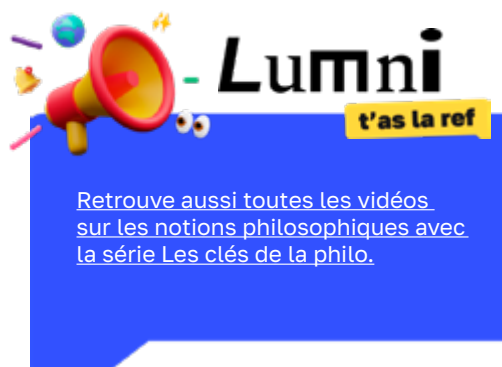 Lumni
t'as la ref
Retrouve aussi toutes les vidéos
sur les notions philosophiques avec
la série Les clés de la philo.